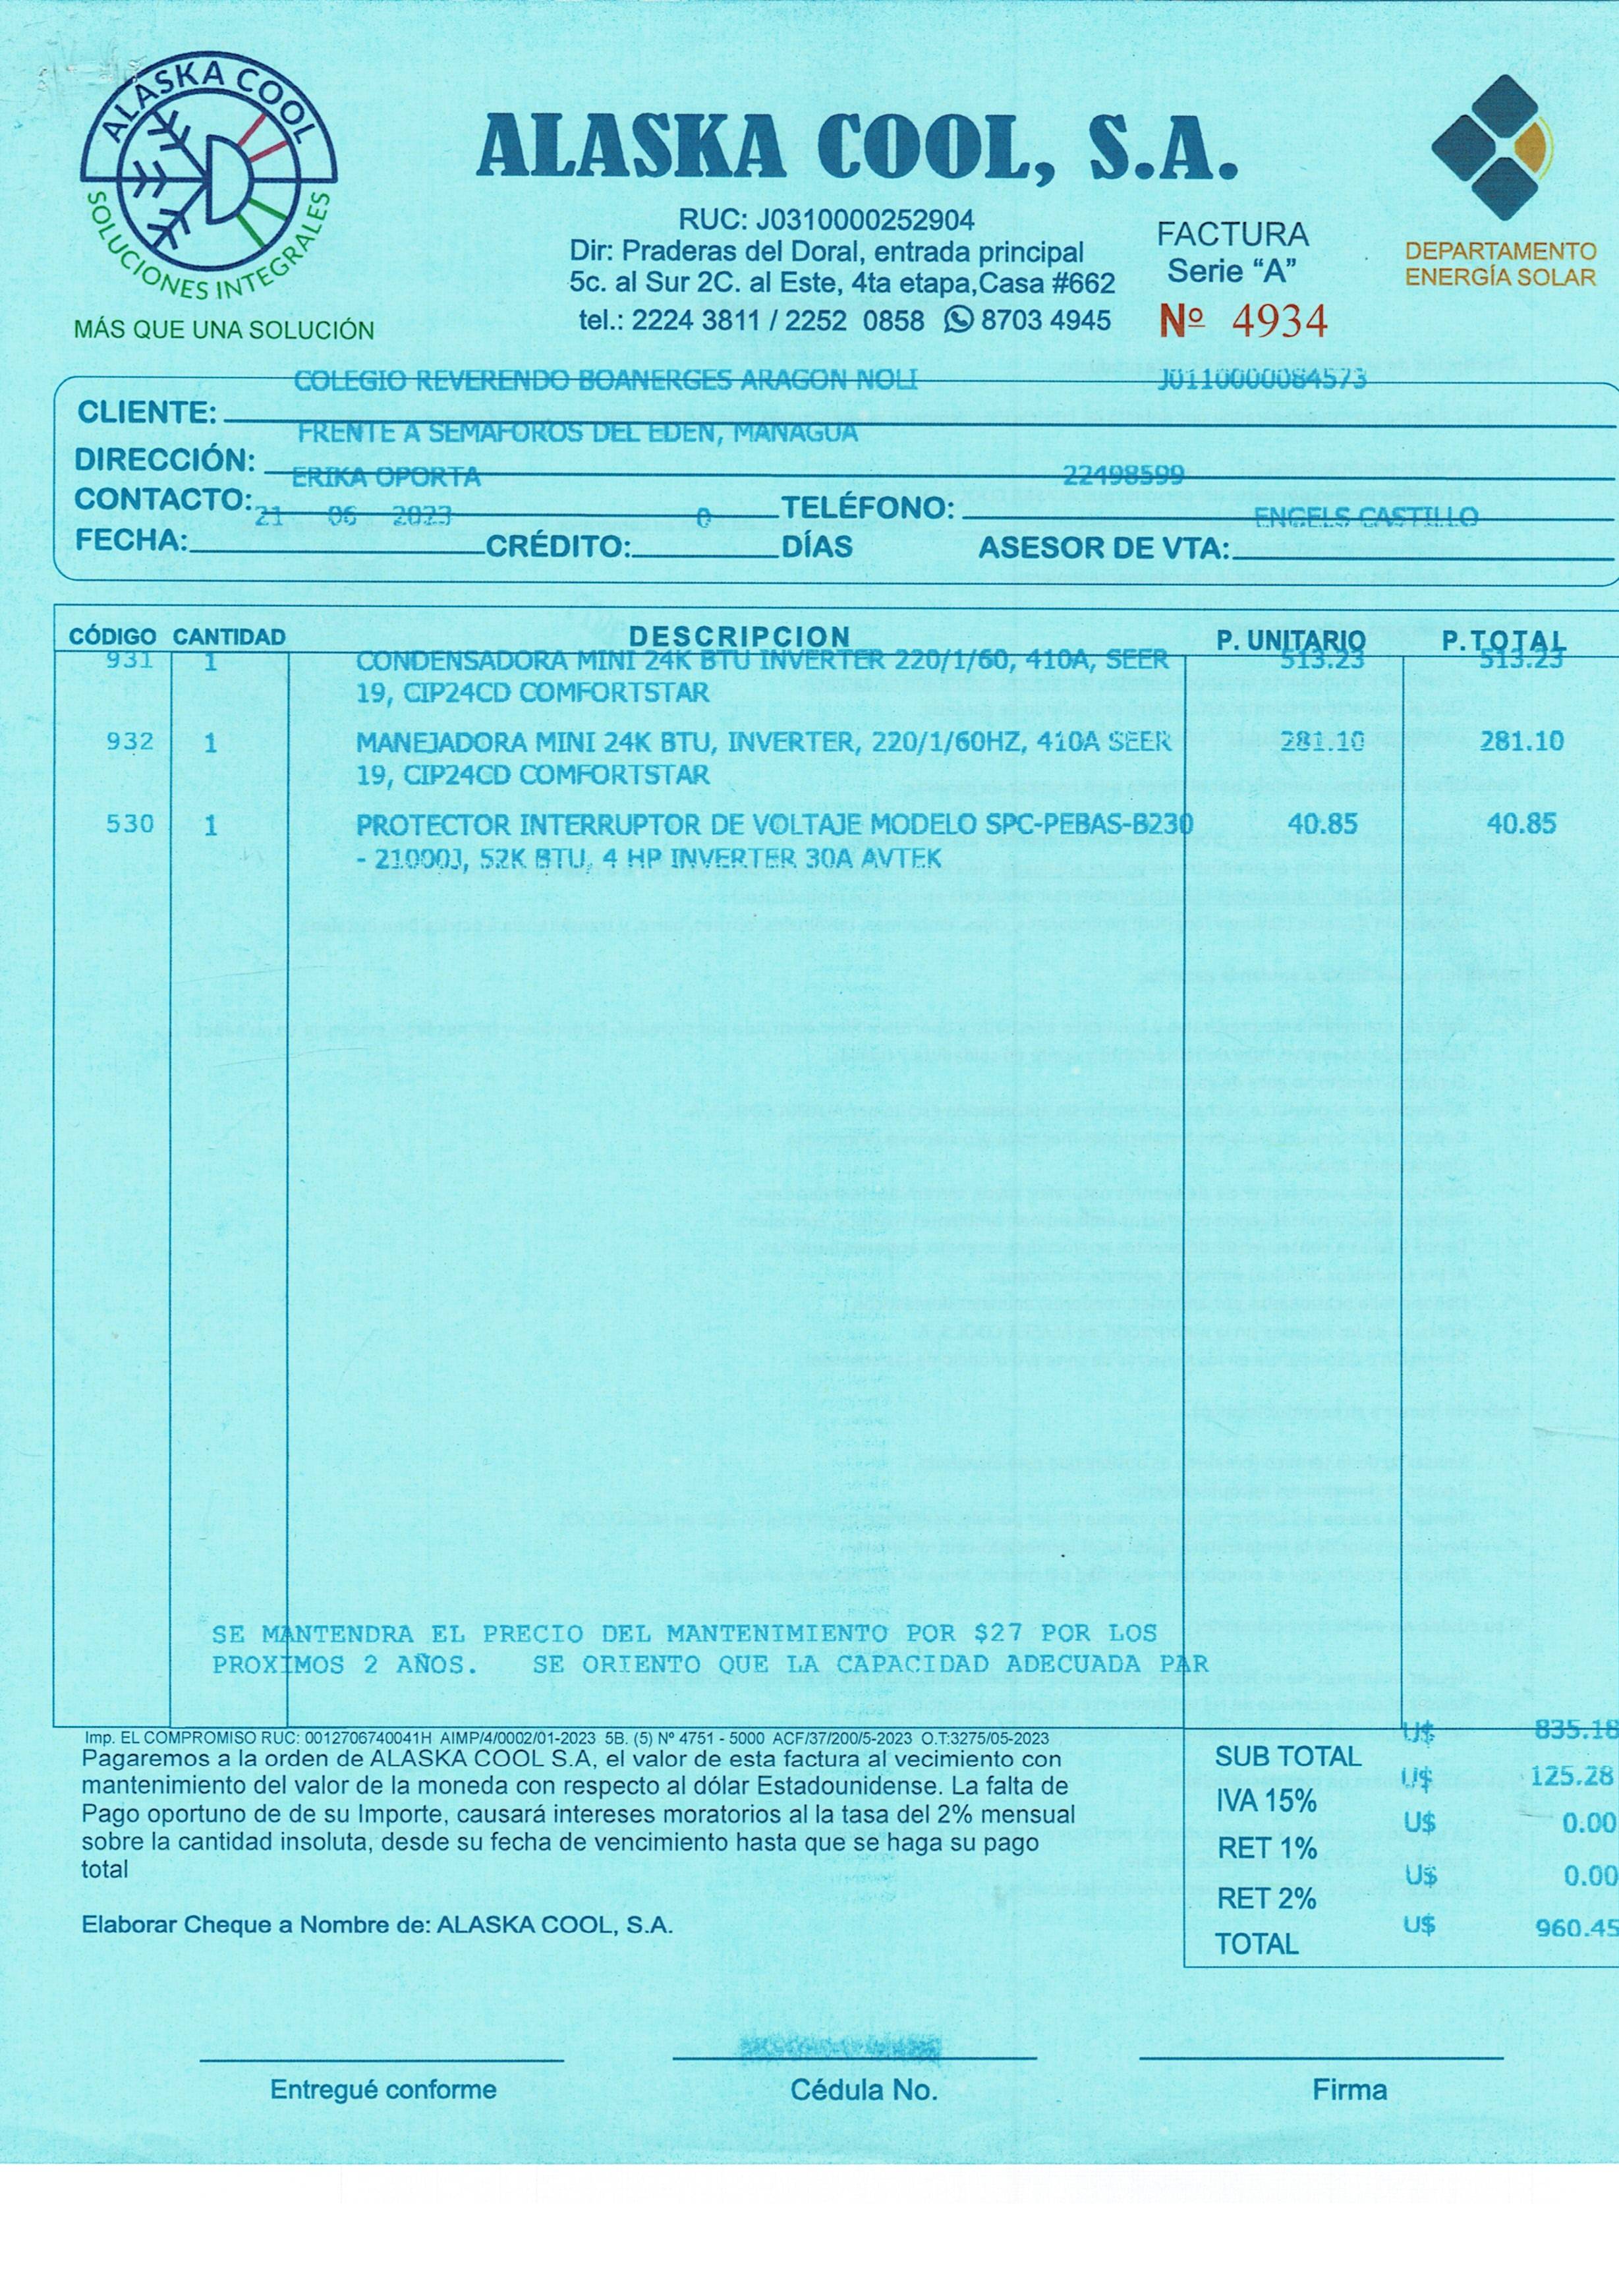 ALASKA COOL
SOLUCIONES INTEGRALES
MÁS QUE UNA SOLUCIÓN
ALASKA COOL, S.A.
RUC: J0310000252904
Dir: Praderas del Doral, entrada principal
5c. al Sur 2C. al Este, 4ta etapa,Casa #662
tel.: 2224 3811 / 2252 0858 8703 4945
FACTURA
Serie “A”
Nº 4934
DEPARTAMENTO
ENERGÍA SOLAR
COLEGIO REVERENDO BOANERGES ARAGON NOLI J0110000084573
CLIENTE:
FRENTE A SEMAFOROS DEL EDEN, MANAGUA
DIRECCIÓN:
ERIKA OPORTA 22498599
CONTACTO: TELÉFONO:
21 06 2023 0 ENGELS CASTILLO
FECHA: CRÉDITO: DÍAS ASESOR DE VTA:
CÓDIGO CANTIDAD DESCRIPCION P. UNITARIO P. TOTAL
931 1 CONDENSADORA MINI 24K BTU INVERTER 220/1/60, 410A, SEER 513.23 513.23
19, CIP24CD COMFORTSTAR
932 1 MANEJADORA MINI 24K BTU, INVERTER, 220/1/60HZ, 410A SEER 281.10 281.10
19, CIP24CD COMFORTSTAR
530 1 PROTECTOR INTERRUPTOR DE VOLTAJE MODELO SPC-PEBAS-B230 40.85 40.85
- 21000J, 52K BTU, 4 HP INVERTER 30A AVTEK
SE MANTENDRA EL PRECIO DEL MANTENIMIENTO POR $27 POR LOS
PROXIMOS 2 AÑOS. SE ORIENTO QUE LA CAPACIDAD ADECUADA PAR
Imp. EL COMPROMISO RUC: 0012706740041H AIMP/4/0002/01-2023 5B. (5) Nº 4751 - 5000 ACF/37/200/5-2023 O.T:3275/05-2023
Pagaremos a la orden de ALASKA COOL S.A, el valor de esta factura al vecimiento con
mantenimiento del valor de la moneda con respecto al dólar Estadounidense. La falta de
Pago oportuno de de su Importe, causará intereses moratorios al la tasa del 2% mensual
sobre la cantidad insoluta, desde su fecha de vencimiento hasta que se haga su pago
total
Elaborar Cheque a Nombre de: ALASKA COOL, S.A.
SUB TOTAL U$ 835.18
IVA 15% U$ 125.28
RET 1% U$ 0.00
RET 2% U$ 0.00
TOTAL U$ 960.45
Entregué conforme Cédula No. Firma